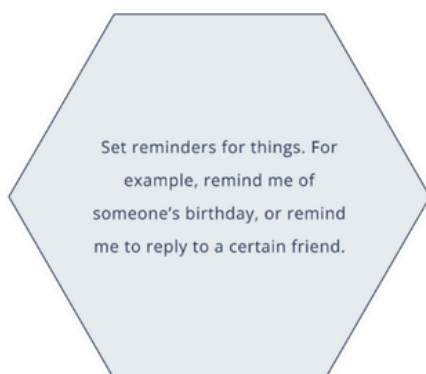 Set reminders for things. For
example, remind me of
someone's birthday, or remind
me to reply to a certain friend.